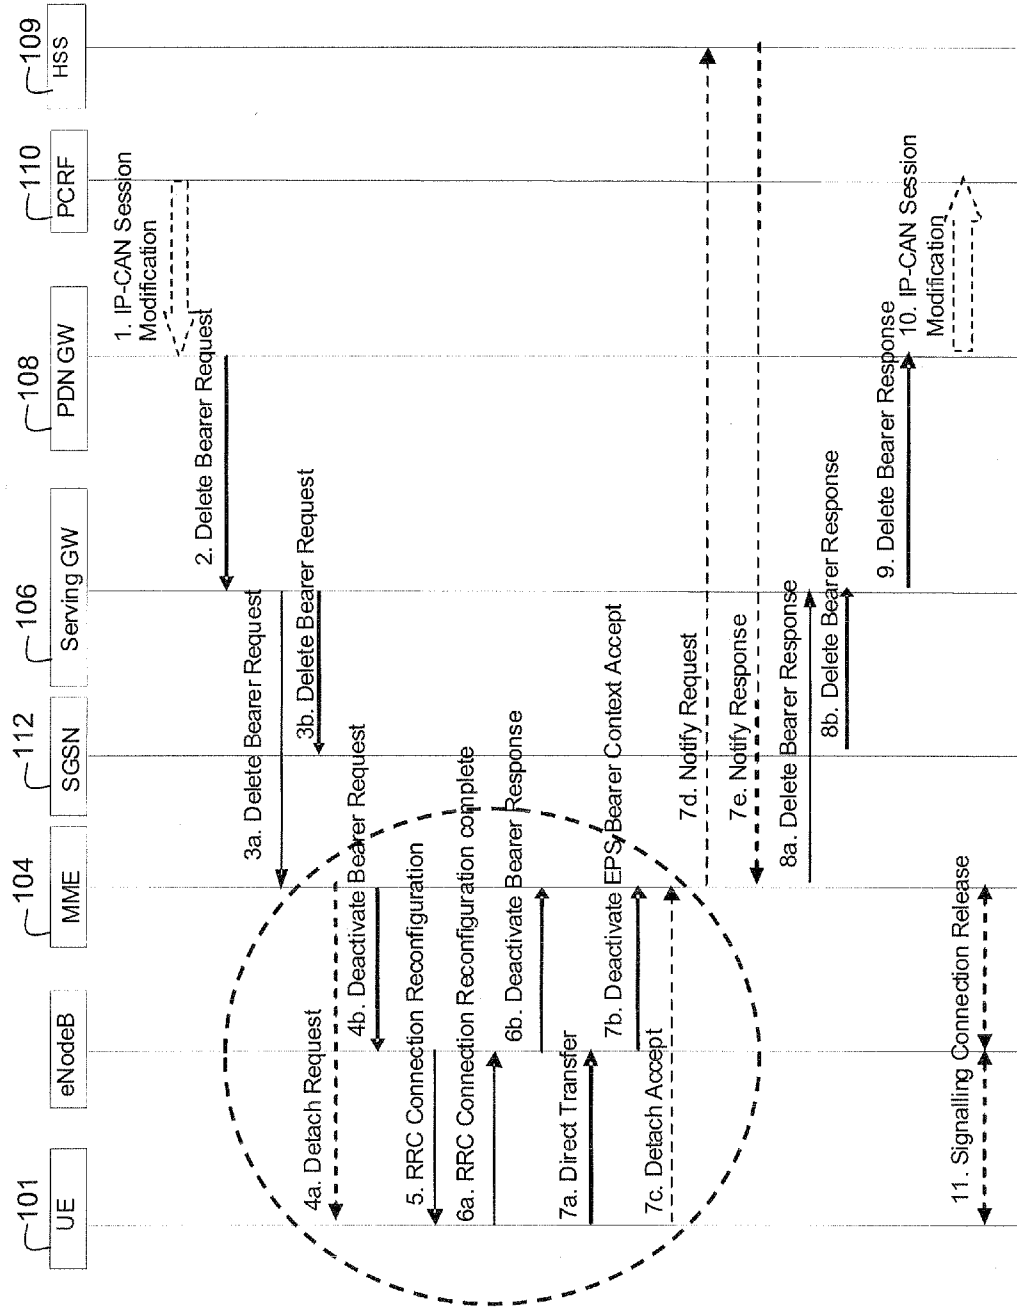 101
104
112
106
108
110
109
UE
eNodeB
MME
SGSN
Serving GW
PDN GW
PCRF
HSS
1. IP-CAN Session
Modification
2. Delete Bearer Request
3a. Delete Bearer Request
3b. Delete Bearer Request
4a. Detach Request
4b. Deactivate Bearer Request
5. RRC Connection Reconfiguration
6a. RRC Connection Reconfiguration complete
6b. Deactivate Bearer Response
7a. Direct Transfer
7b. Deactivate EPS Bearer Context Accept
7c. Detach Accept
7d. Notify Request
7e. Notify Response
8a. Delete Bearer Response
8b. Delete Bearer Response
9. Delete Bearer Response
10. IP-CAN Session
Modification
11. Signalling Connection Release